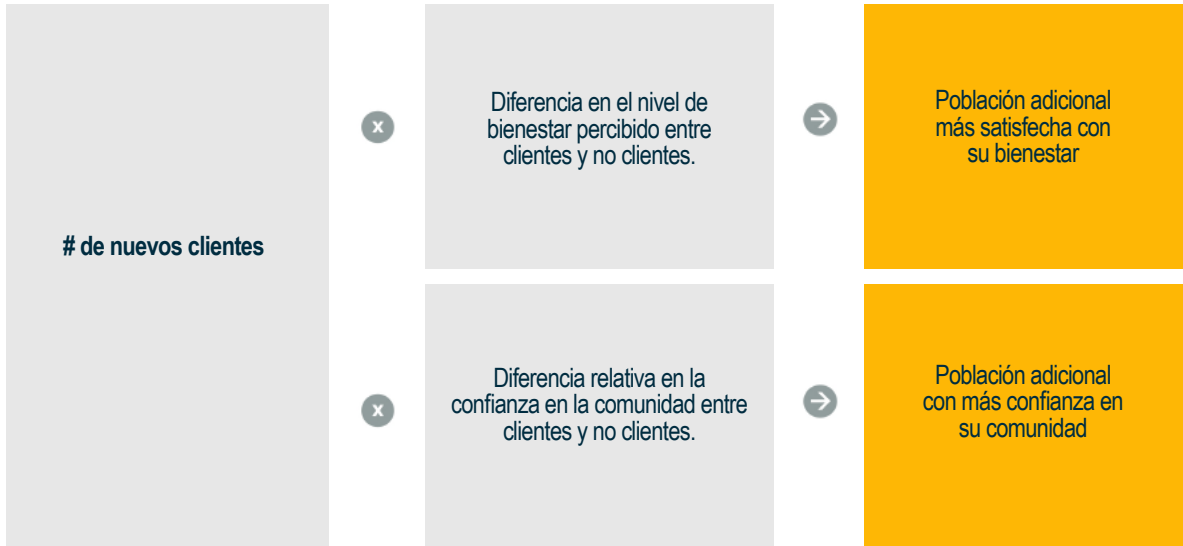 # de nuevos clientes
x
Diferencia en el nivel de
bienestar percibido entre
clientes y no clientes.
Población adicional
más satisfecha con
su bienestar
x
Diferencia relativa en la
confianza en la comunidad entre
clientes y no clientes.
Población adicional
con más confianza en
su comunidad